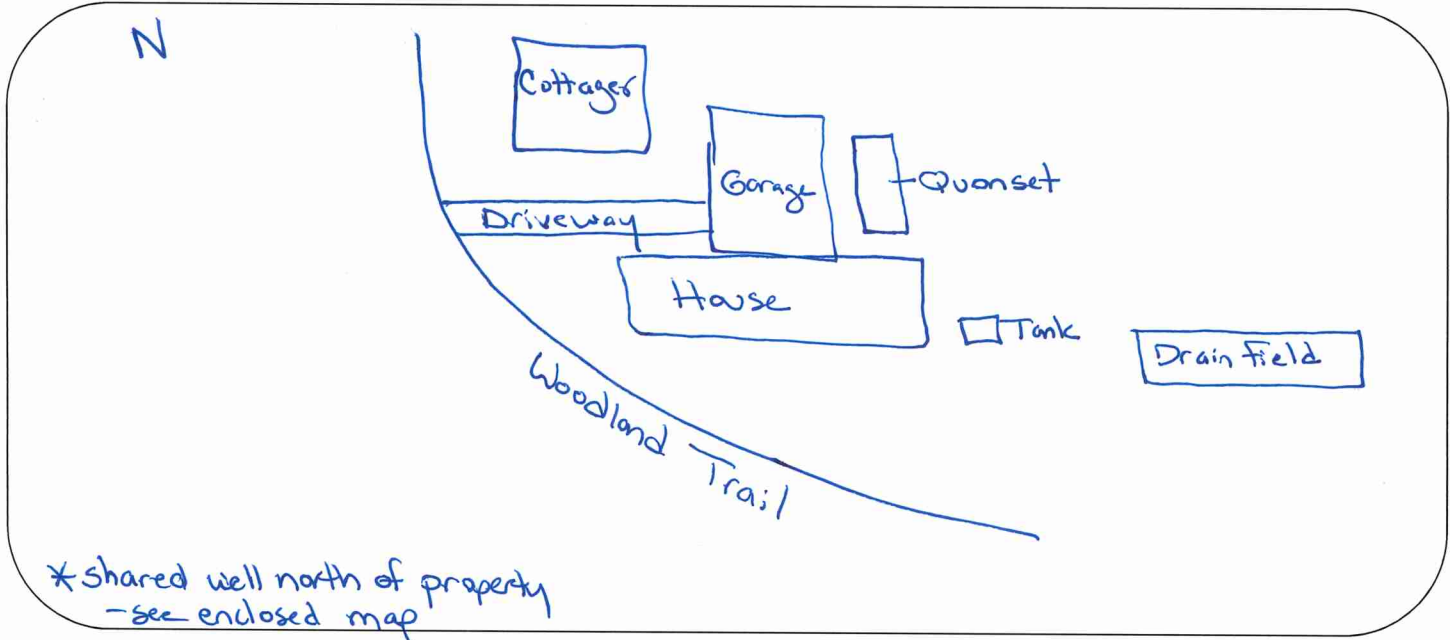 N
Cottager
Garage
Quonset
Driveway
House
Tank
Drain Field
Woodland Trail
* shared well north of property
- see enclosed map